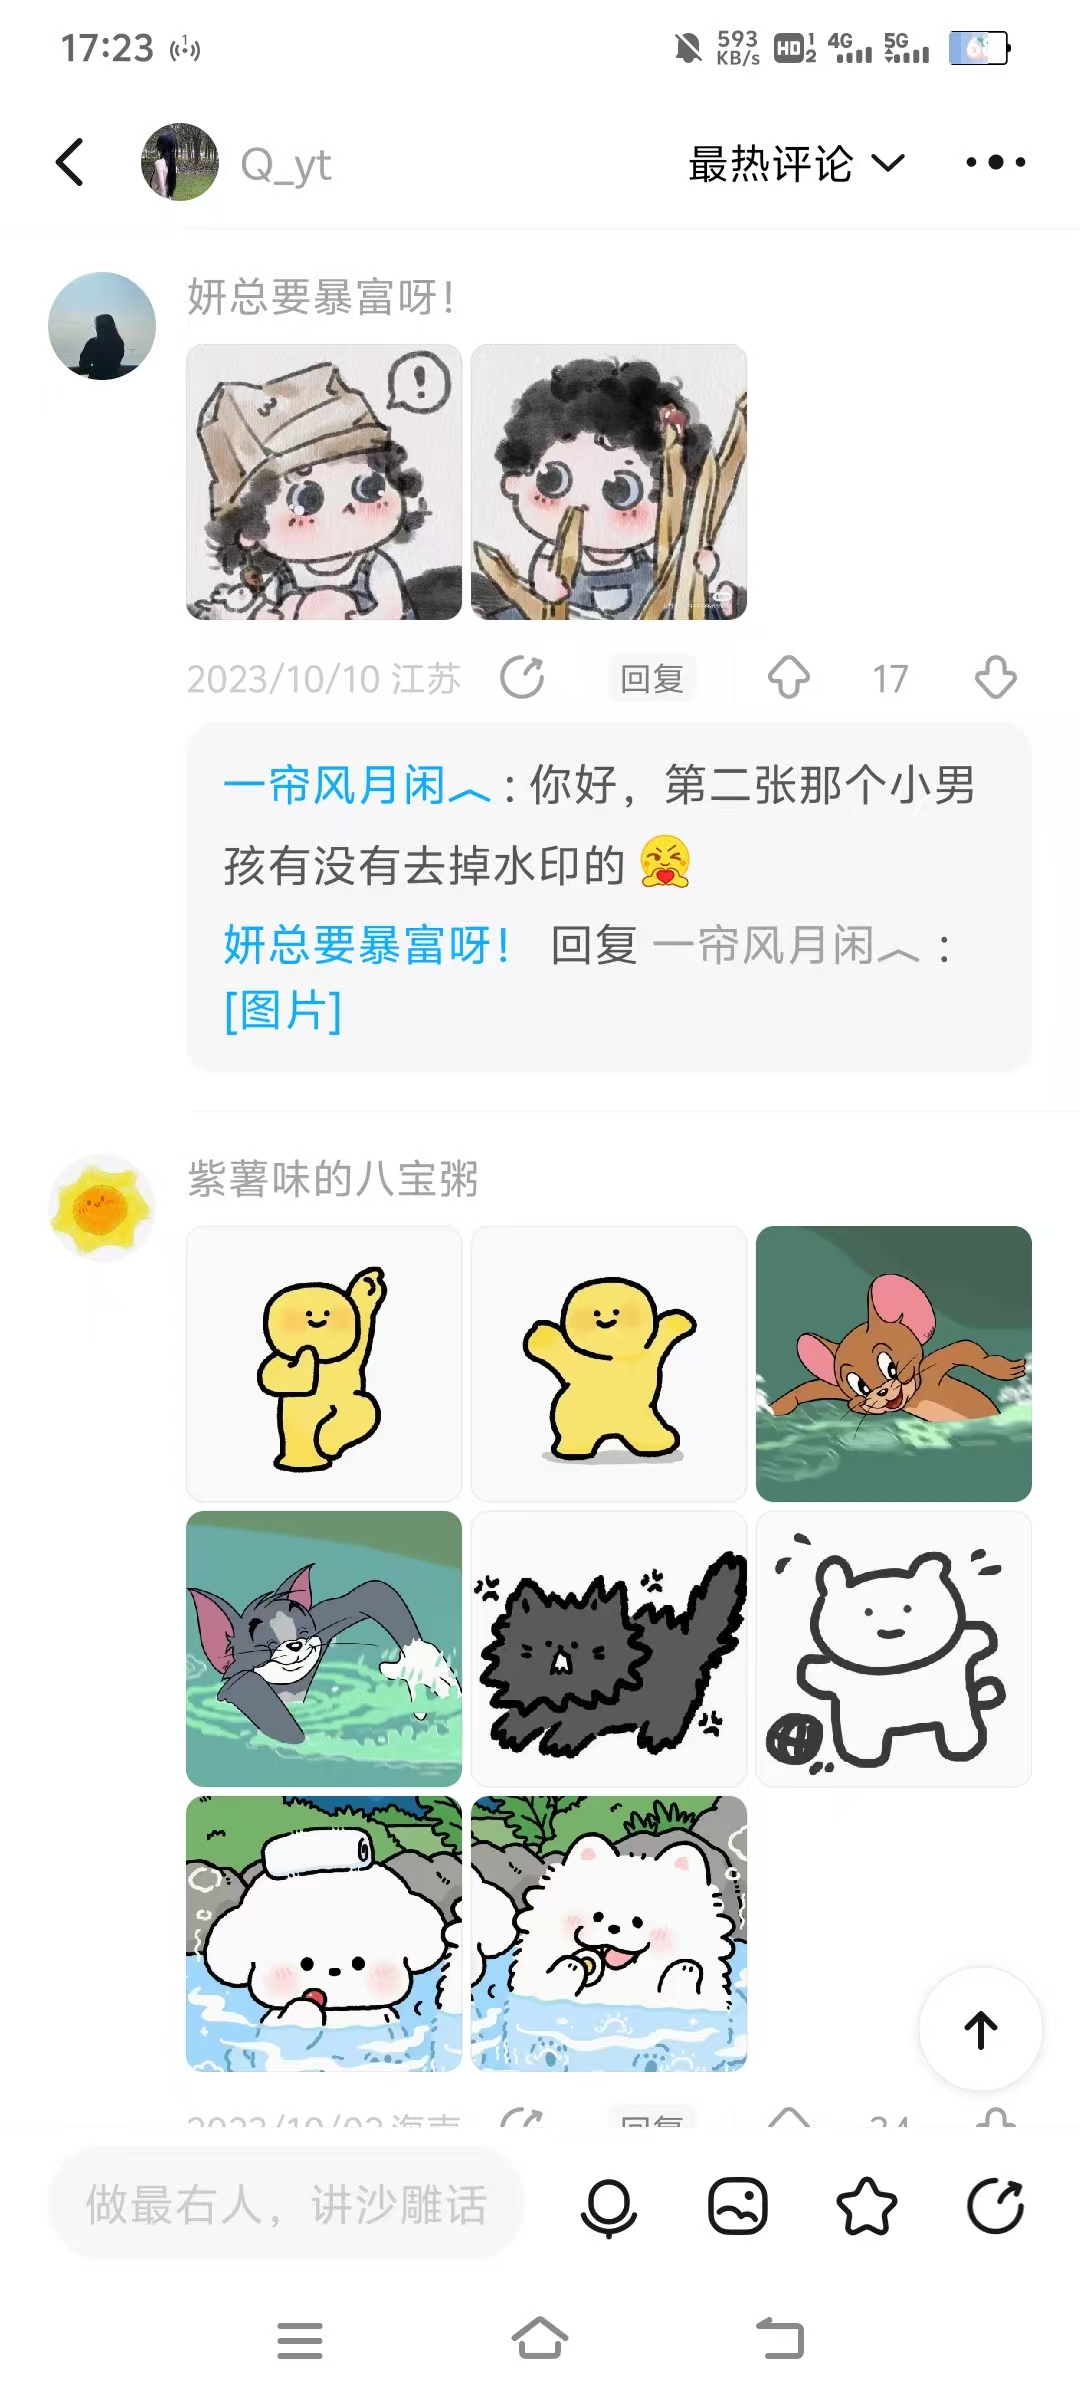 17:23
593 KB/s HD 1 2 4G 5G
Q_yt
最热评论
妍总要暴富呀!
2023/10/10 江苏
回复
17
一帘风月闲︿ : 你好，第二张那个小男
孩有没有去掉水印的
妍总要暴富呀! 回复 一帘风月闲︿ :
[图片]
紫薯味的八宝粥
做最右人，讲沙雕话